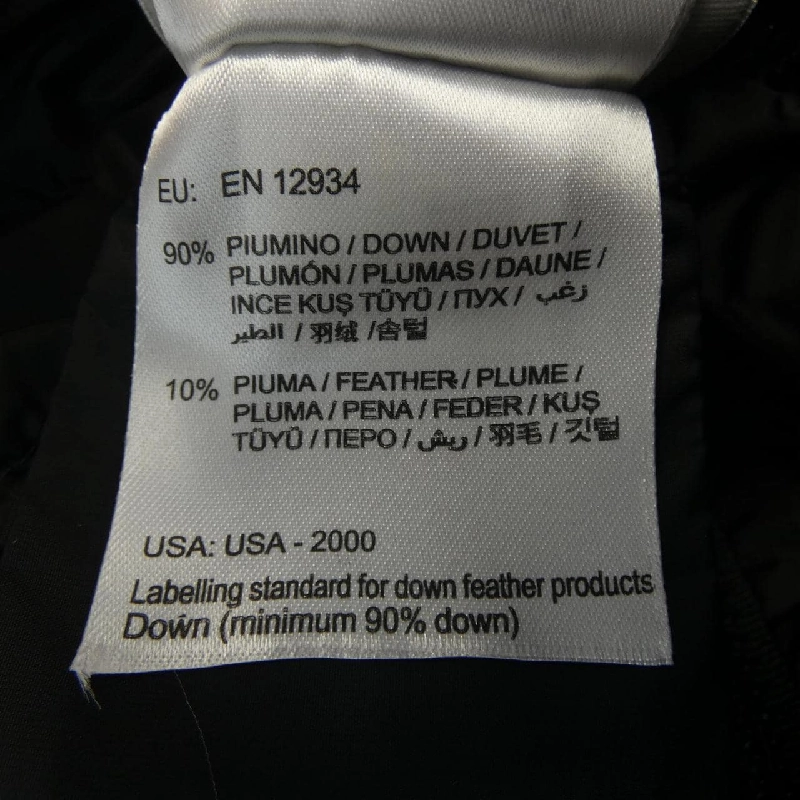 EU: EN 12934
90% PIUMINO / DOWN / DUVET /
PLUMÓN / PLUMAS / DAUNE /
INCE KUŞ TÜYÜ / ПУХ / زغب
الطير / 羽绒 / 솜털
10% PIUMA / FEATHER / PLUME /
PLUMA / PENA / FEDER / KUŞ
TÜYÜ / ПЕРО / ريش / 羽毛 / 깃털
USA: USA - 2000
Labelling standard for down feather products
Down (minimum 90% down)